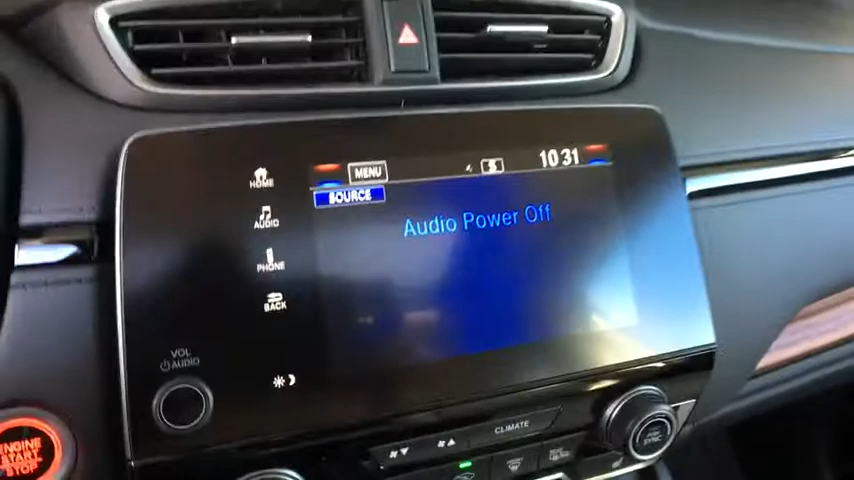 MENU
S
10:31
SOURCE
Audio Power Off
HOME
AUDIO
PHONE
BACK
VOL
AUDIO
CLIMATE
SYNC
ENGINE
START
STOP